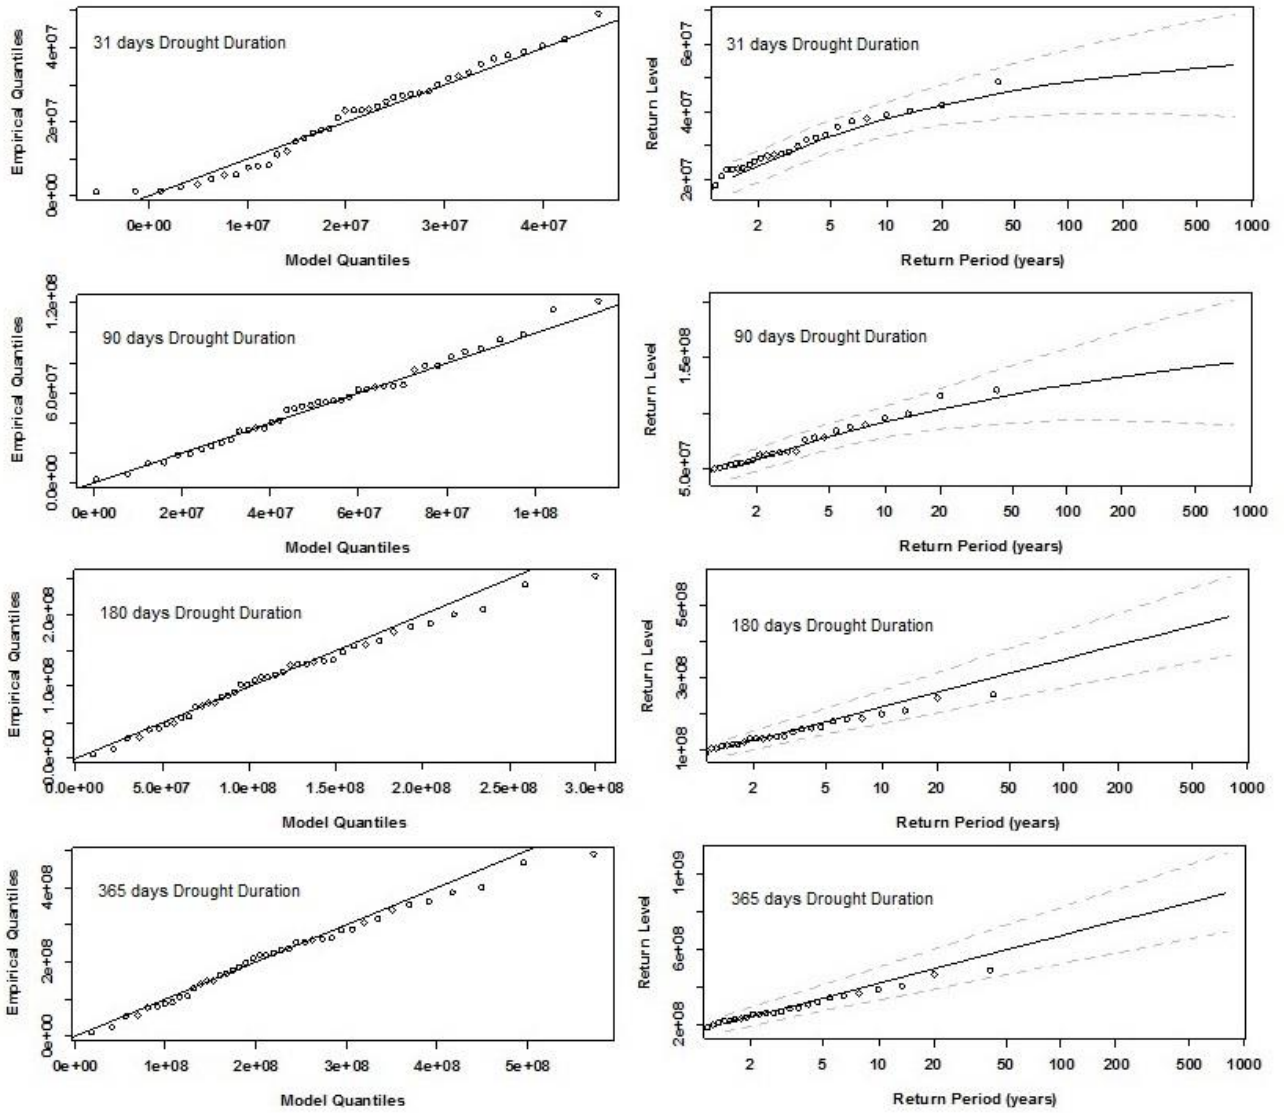 31 days Drought Duration
Empirical Quantiles
0e+00 2e+07 4e+07
0e+00 1e+07 2e+07 3e+07 4e+07
Model Quantiles
31 days Drought Duration
Return Level
2e+07 4e+07 6e+07
2 5 10 20 50 100 200 500 1000
Return Period (years)
90 days Drought Duration
Empirical Quantiles
0.0e+00 6.0e+07 1.2e+08
0e+00 2e+07 4e+07 6e+07 8e+07 1e+08
Model Quantiles
90 days Drought Duration
Return Level
5.0e+07 1.5e+08
2 5 10 20 50 100 200 500 1000
Return Period (years)
180 days Drought Duration
Empirical Quantiles
0.0e+00 1.0e+08 2.0e+08
0.0e+00 5.0e+07 1.0e+08 1.5e+08 2.0e+08 2.5e+08 3.0e+08
Model Quantiles
180 days Drought Duration
Return Level
1e+08 3e+08 5e+08
2 5 10 20 50 100 200 500 1000
Return Period (years)
365 days Drought Duration
Empirical Quantiles
0e+00 2e+08 4e+08
0e+00 1e+08 2e+08 3e+08 4e+08 5e+08
Model Quantiles
365 days Drought Duration
Return Level
2e+08 6e+08 1e+09
2 5 10 20 50 100 200 500 1000
Return Period (years)